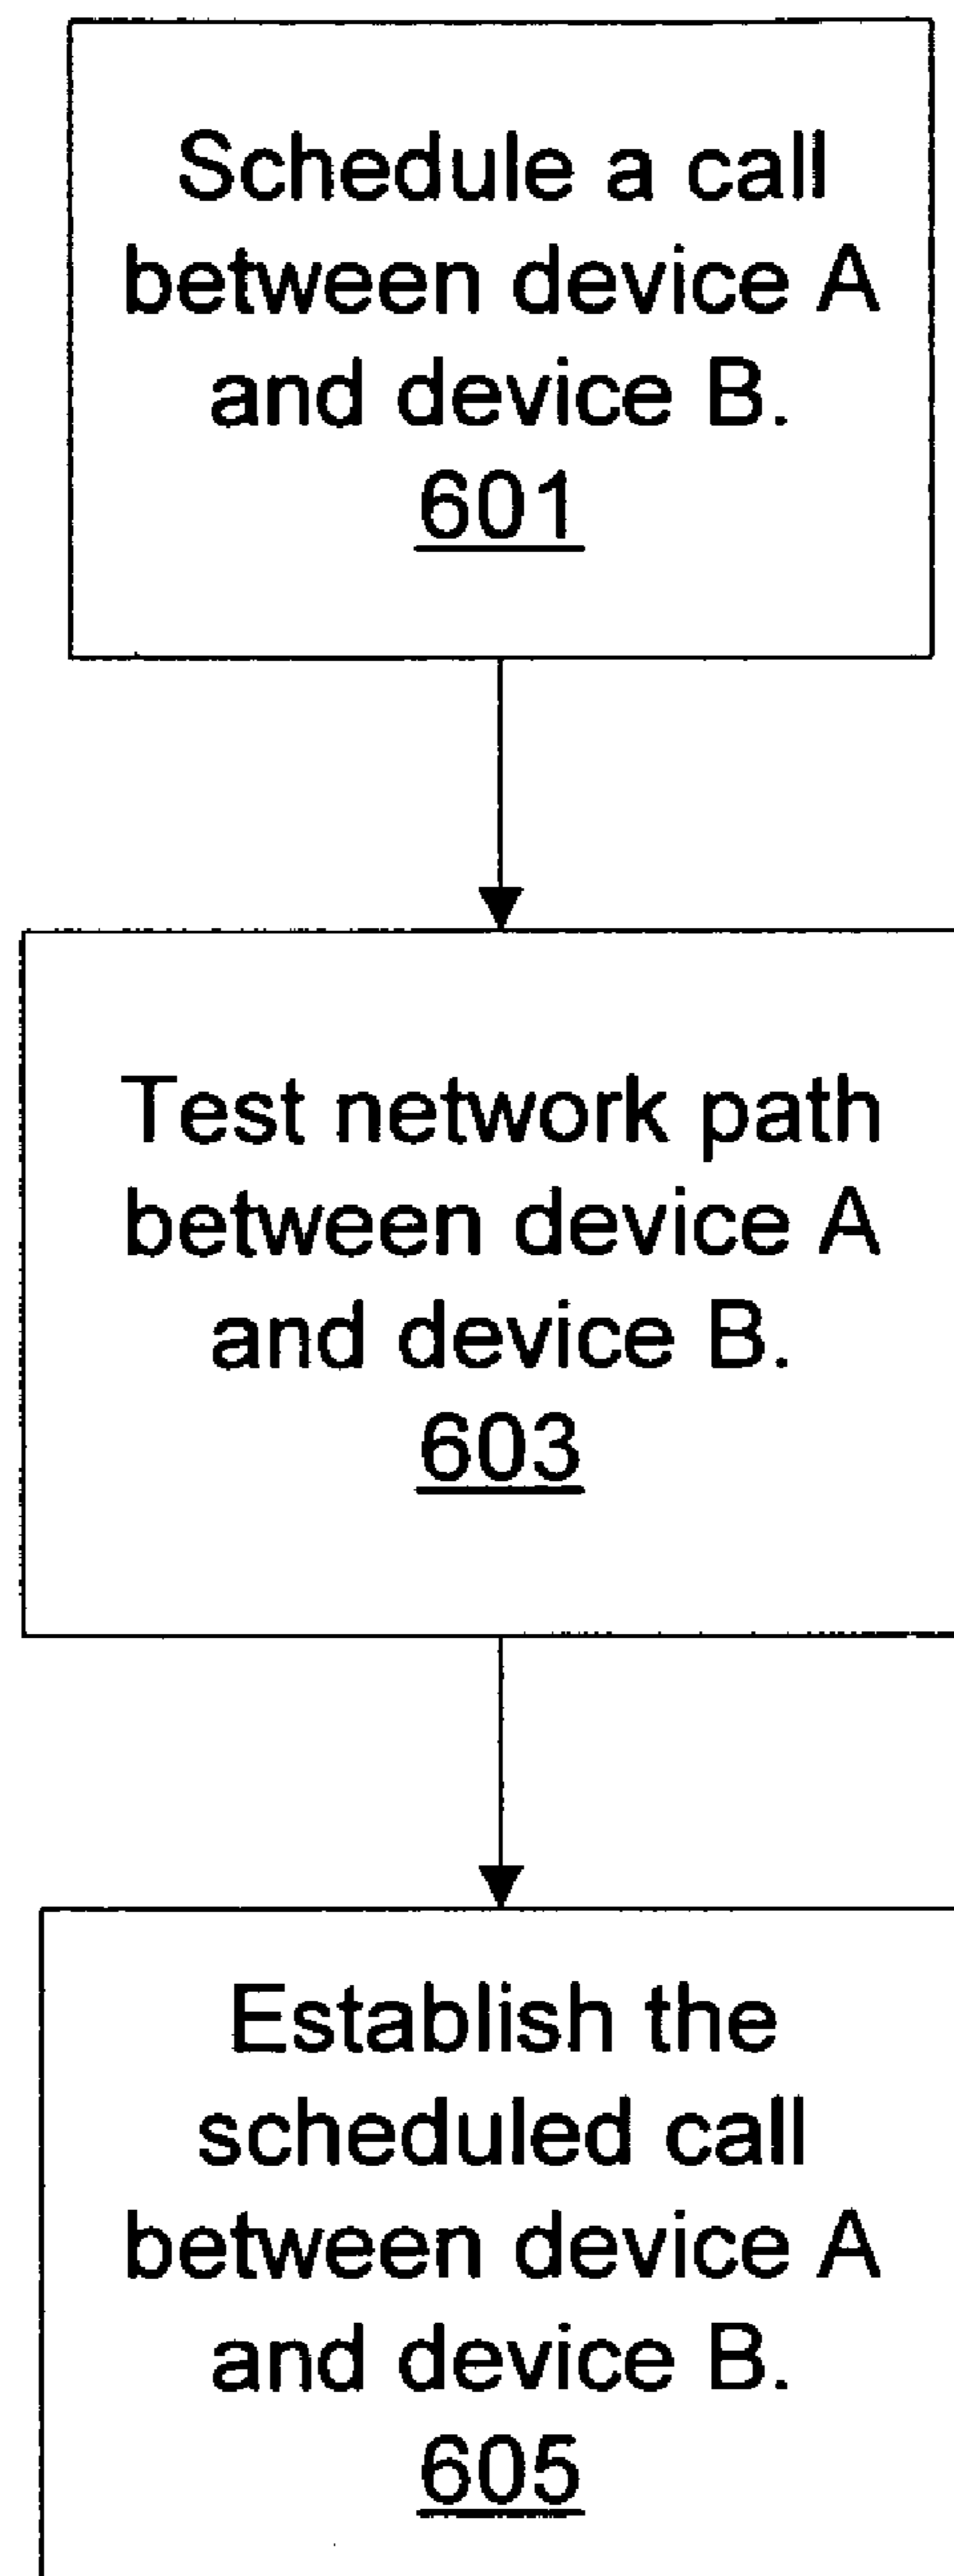 Schedule a call
between device A
and device B.
601
Test network path
between device A
and device B.
603
Establish the
scheduled call
between device A
and device B.
605